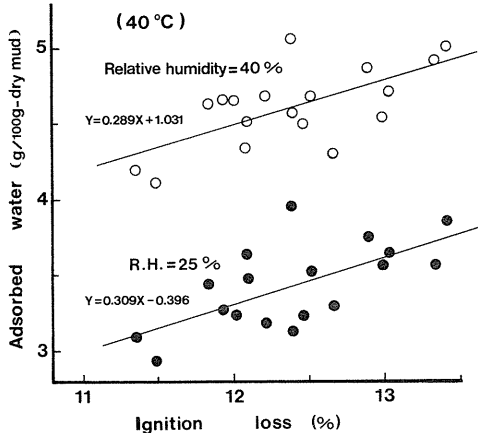 (40 °C)
5
Relative humidity = 40 %
Y=0.289X+1.031
4
Adsorbed water (g/100g-dry mud)
R.H. = 25 %
Y=0.309X−0.396
3
11 12 13
Ignition loss (%)